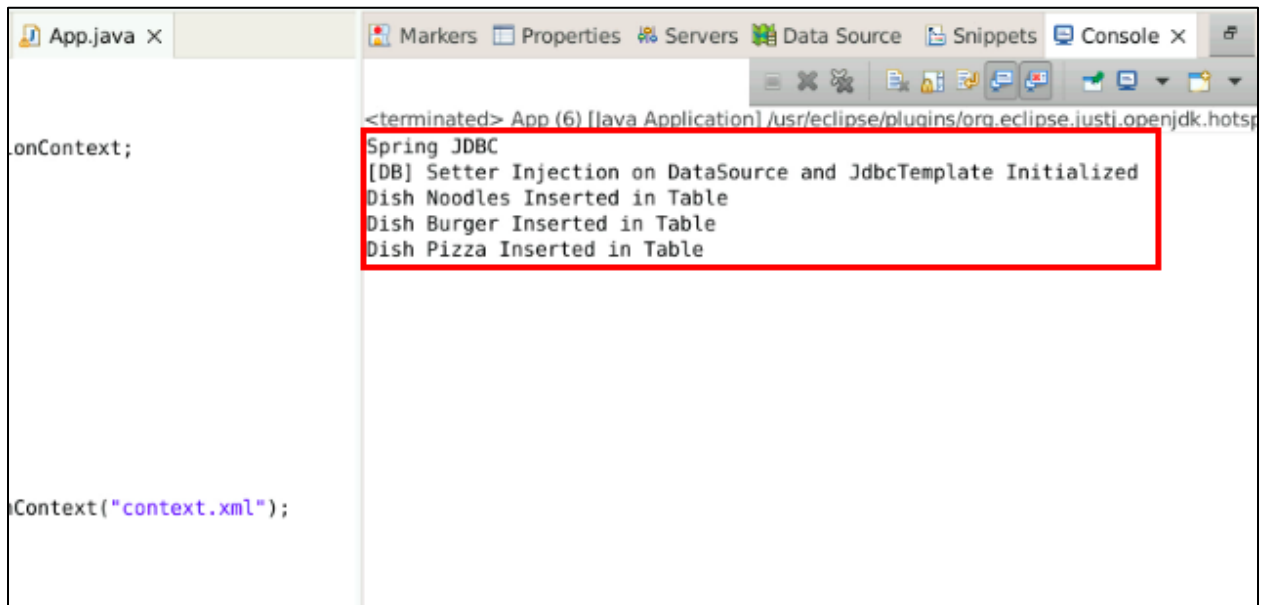 App.java ×
Markers Properties Servers Data Source Snippets Console ×
<terminated> App (6) [Java Application] /usr/eclipse/plugins/org.eclipse.justj.openjdk.hotsp
.onContext;
Spring JDBC
[DB] Setter Injection on DataSource and JdbcTemplate Initialized
Dish Noodles Inserted in Table
Dish Burger Inserted in Table
Dish Pizza Inserted in Table
Context("context.xml");